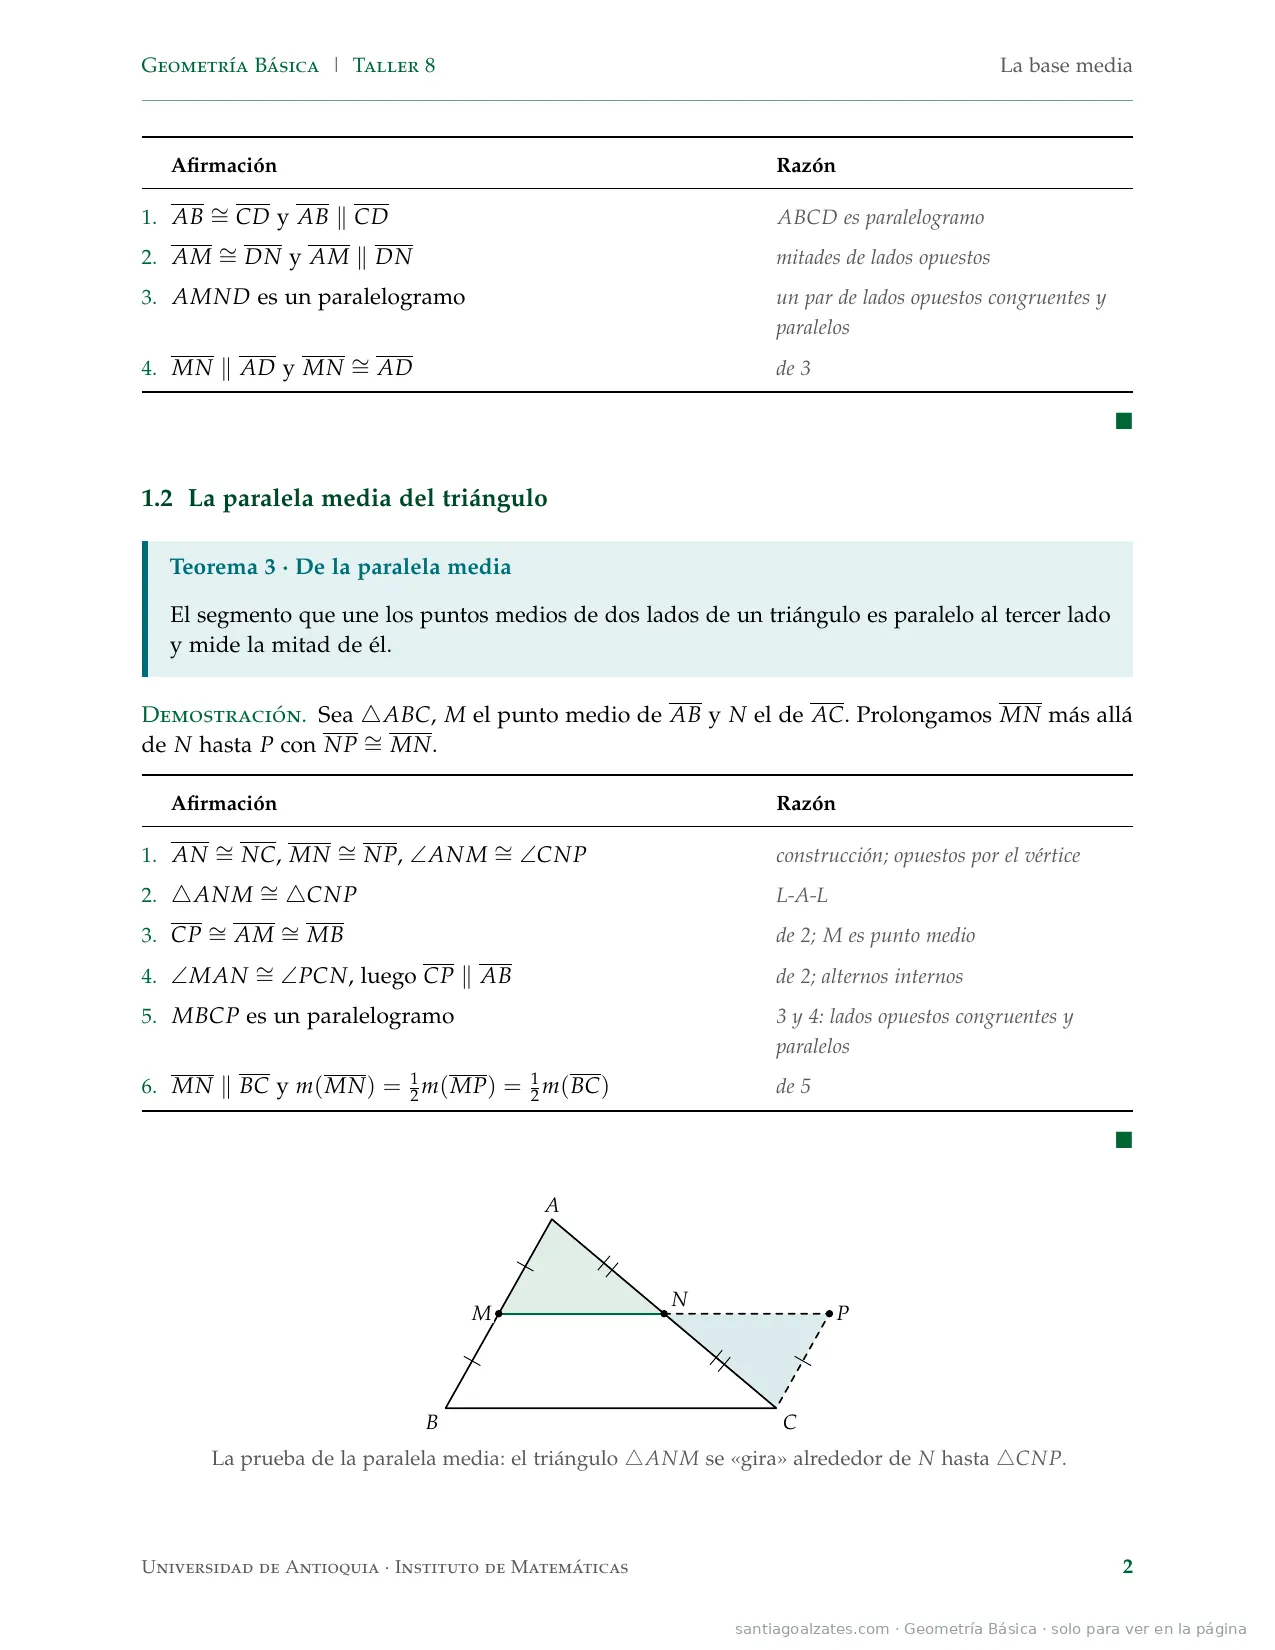 Geometría Básica | Taller 8
La base media
Afirmación Razón
1. AB ≅ CD y AB ∥ CD ABCD es paralelogramo
2. AM ≅ DN y AM ∥ DN mitades de lados opuestos
3. AMND es un paralelogramo un par de lados opuestos congruentes y
paralelos
4. MN ∥ AD y MN ≅ AD de 3
■
1.2 La paralela media del triángulo
Teorema 3 · De la paralela media
El segmento que une los puntos medios de dos lados de un triángulo es paralelo al tercer lado
y mide la mitad de él.
Demostración. Sea △ABC, M el punto medio de AB y N el de AC. Prolongamos MN más allá
de N hasta P con NP ≅ MN.
Afirmación Razón
1. AN ≅ NC, MN ≅ NP, ∠ANM ≅ ∠CNP construcción; opuestos por el vértice
2. △ANM ≅ △CNP L-A-L
3. CP ≅ AM ≅ MB de 2; M es punto medio
4. ∠MAN ≅ ∠PCN, luego CP ∥ AB de 2; alternos internos
5. MBCP es un paralelogramo 3 y 4: lados opuestos congruentes y
paralelos
6. MN ∥ BC y m(MN) = ½m(MP) = ½m(BC) de 5
■
A
N
M
P
B
C
La prueba de la paralela media: el triángulo △ANM se «gira» alrededor de N hasta △CNP.
Universidad de Antioquia · Instituto de Matemáticas
2
santiagoalzates.com · Geometría Básica · solo para ver en la página